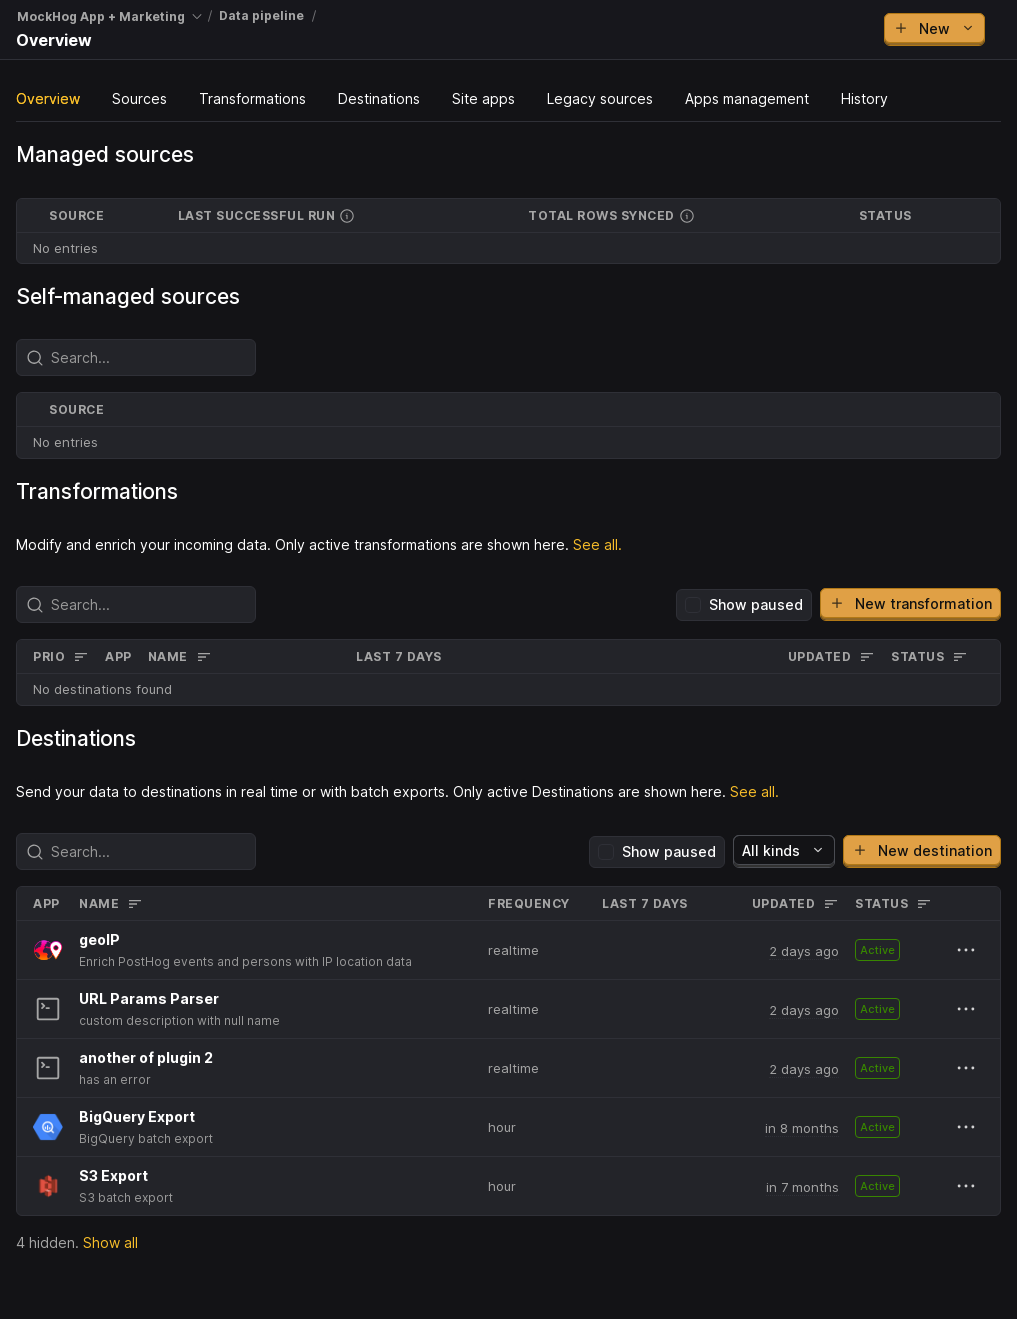 MockHog App + Marketing / Data pipeline /
Overview
New
Overview Sources Transformations Destinations Site apps Legacy sources Apps management History
Managed sources
SOURCE LAST SUCCESSFUL RUN TOTAL ROWS SYNCED STATUS
No entries
Self-managed sources
Search...
SOURCE
No entries
Transformations
Modify and enrich your incoming data. Only active transformations are shown here. See all.
Search... Show paused New transformation
PRIO APP NAME LAST 7 DAYS UPDATED STATUS
No destinations found
Destinations
Send your data to destinations in real time or with batch exports. Only active Destinations are shown here. See all.
Search... Show paused All kinds New destination
APP NAME FREQUENCY LAST 7 DAYS UPDATED STATUS
geoIP
Enrich PostHog events and persons with IP location data realtime 2 days ago Active
URL Params Parser
custom description with null name realtime 2 days ago Active
another of plugin 2
has an error realtime 2 days ago Active
BigQuery Export
BigQuery batch export hour in 8 months Active
S3 Export
S3 batch export hour in 7 months Active
4 hidden. Show all